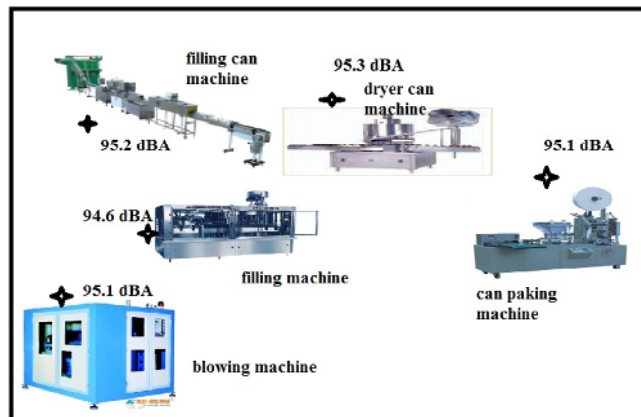 filling can
machine
95.3 dBA
dryer can
machine
95.2 dBA
95.1 dBA
94.6 dBA
filling machine
can paking
machine
95.1 dBA
blowing machine